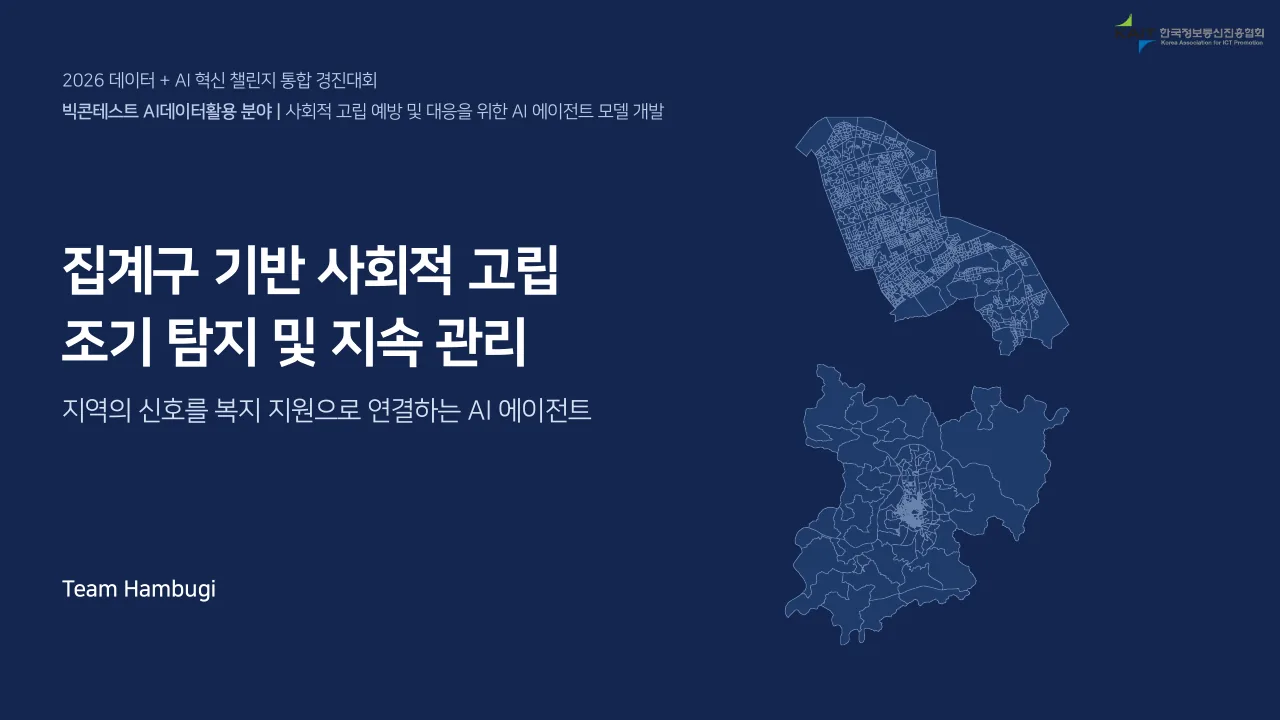 한국정보통신진흥협회
Korea Association for ICT Promotion
2026 데이터 + AI 혁신 챌린지 통합 경진대회
빅콘테스트 AI데이터활용 분야 | 사회적 고립 예방 및 대응을 위한 AI 에이전트 모델 개발
집계구 기반 사회적 고립
조기 탐지 및 지속 관리
지역의 신호를 복지 지원으로 연결하는 AI 에이전트
Team Hambugi